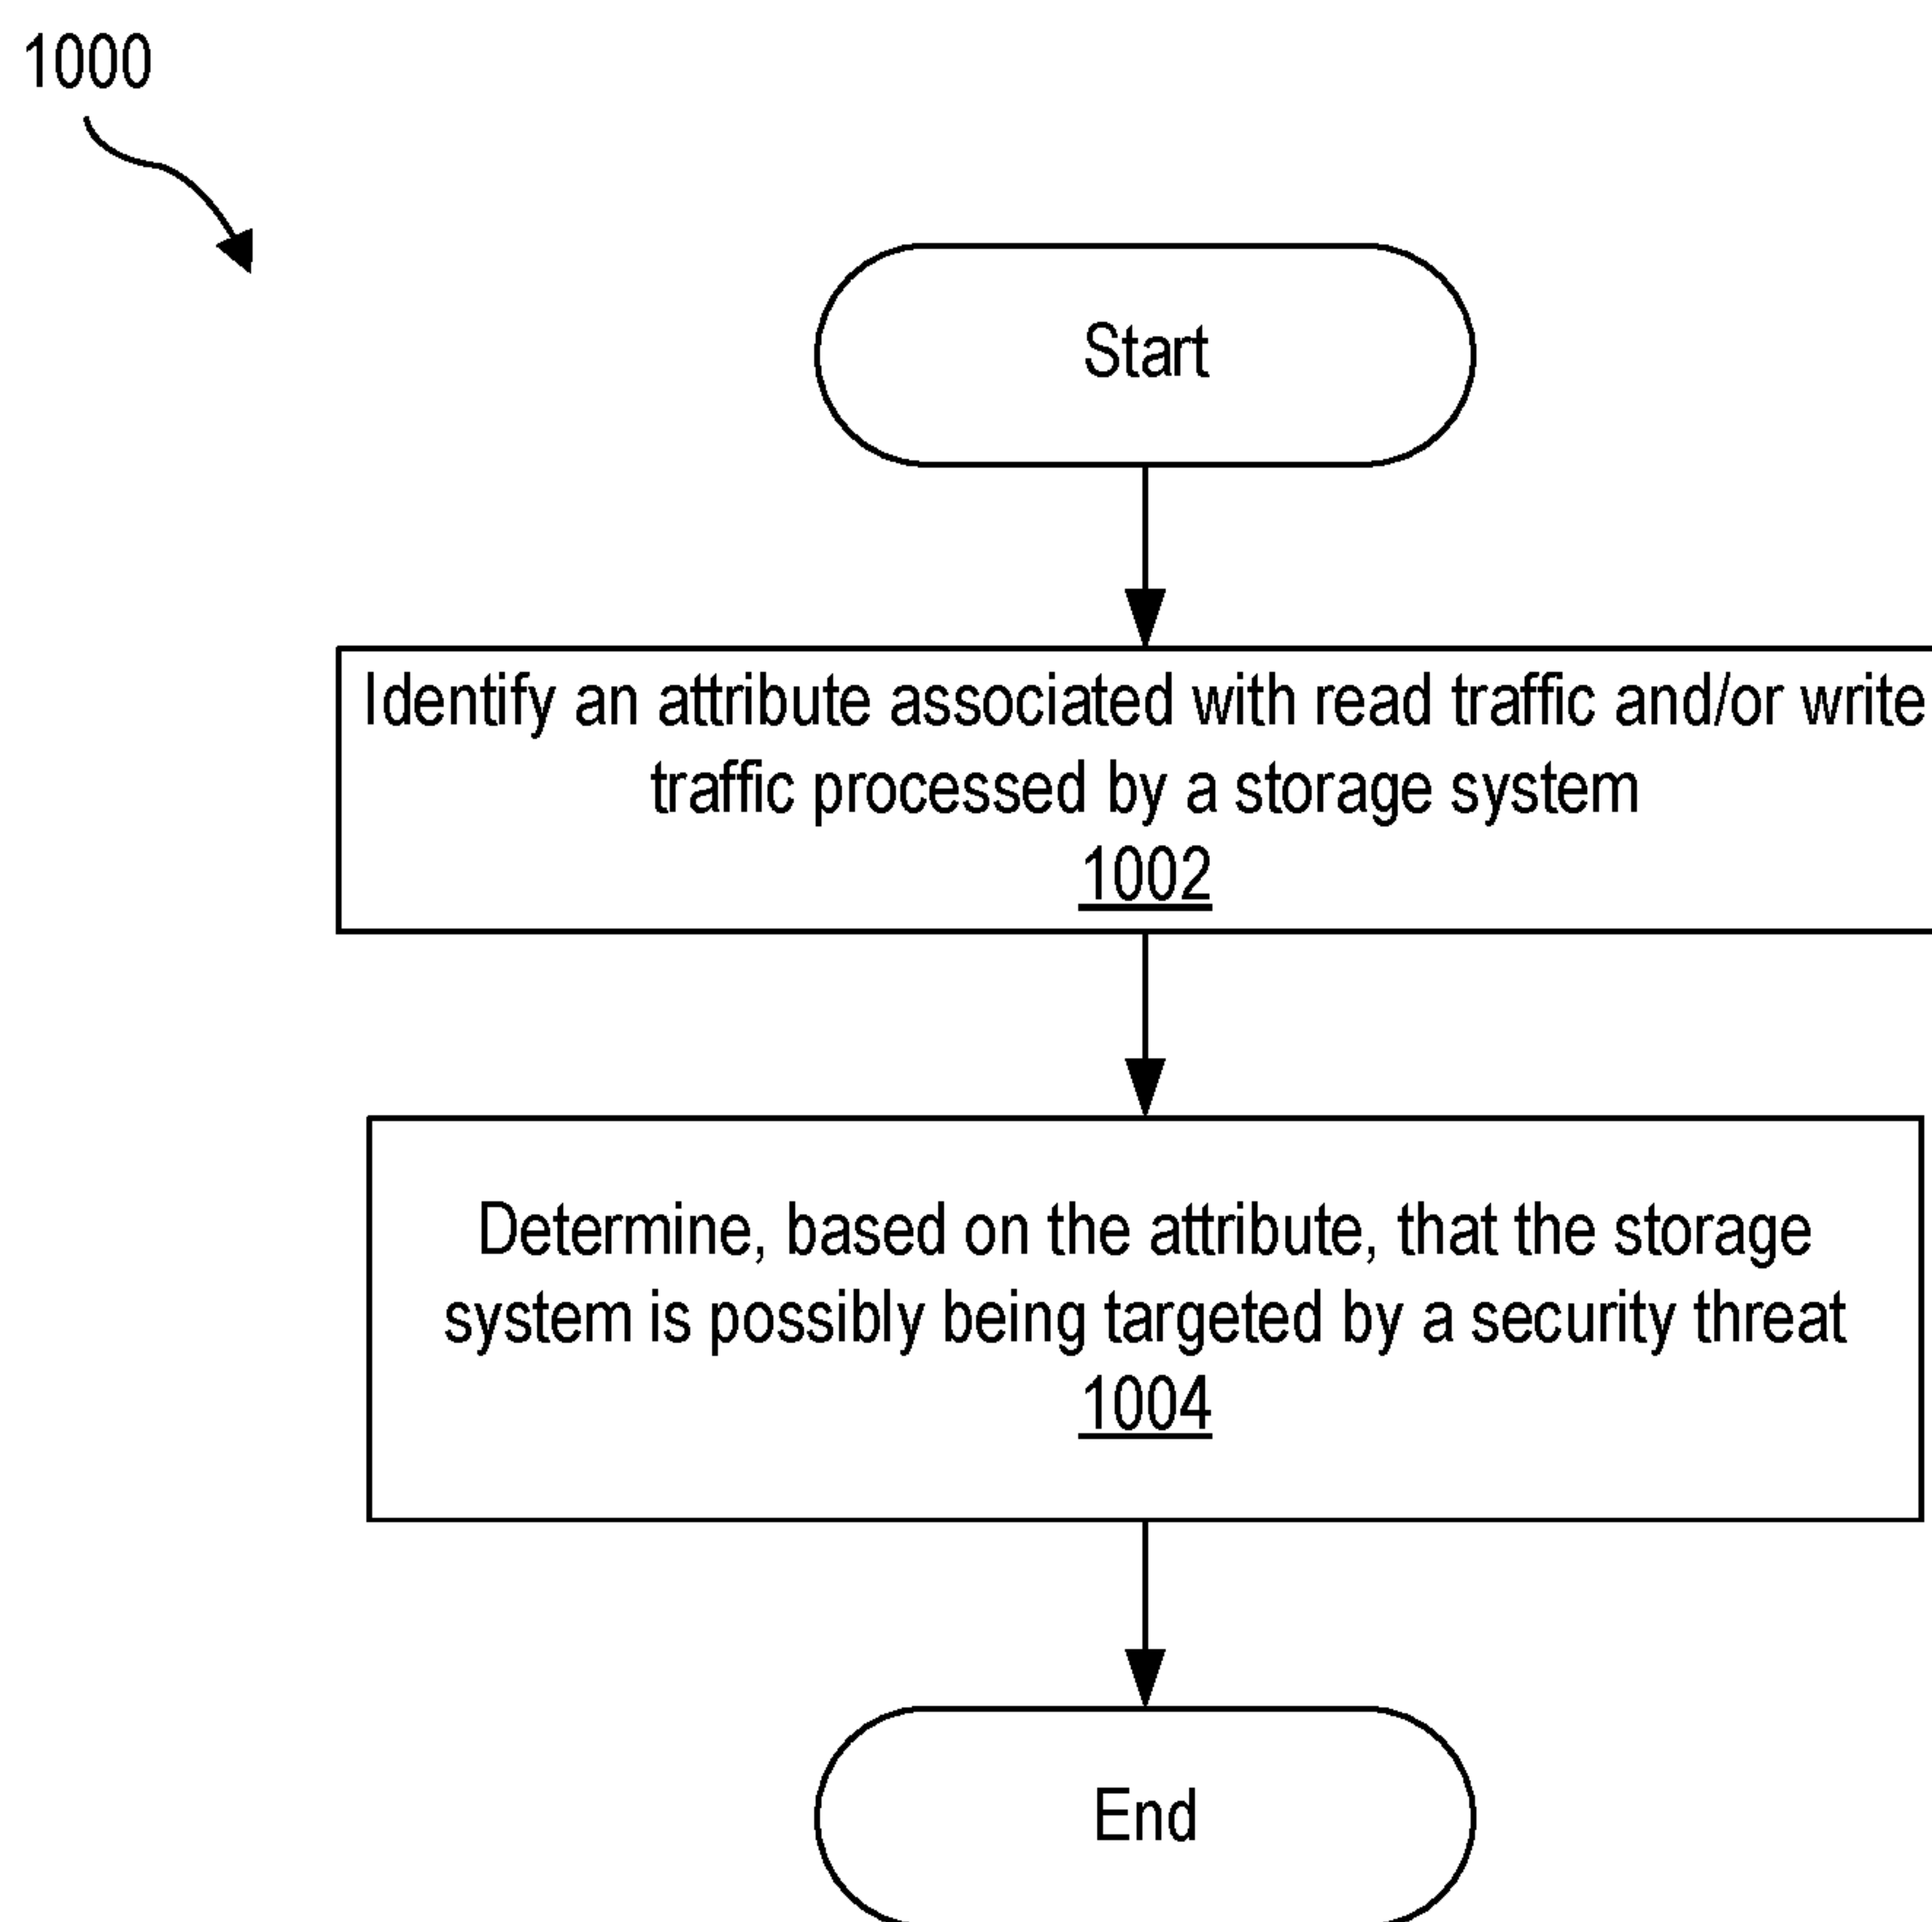 1000
Start
Identify an attribute associated with read traffic and/or write
traffic processed by a storage system
1002
Determine, based on the attribute, that the storage
system is possibly being targeted by a security threat
1004
End